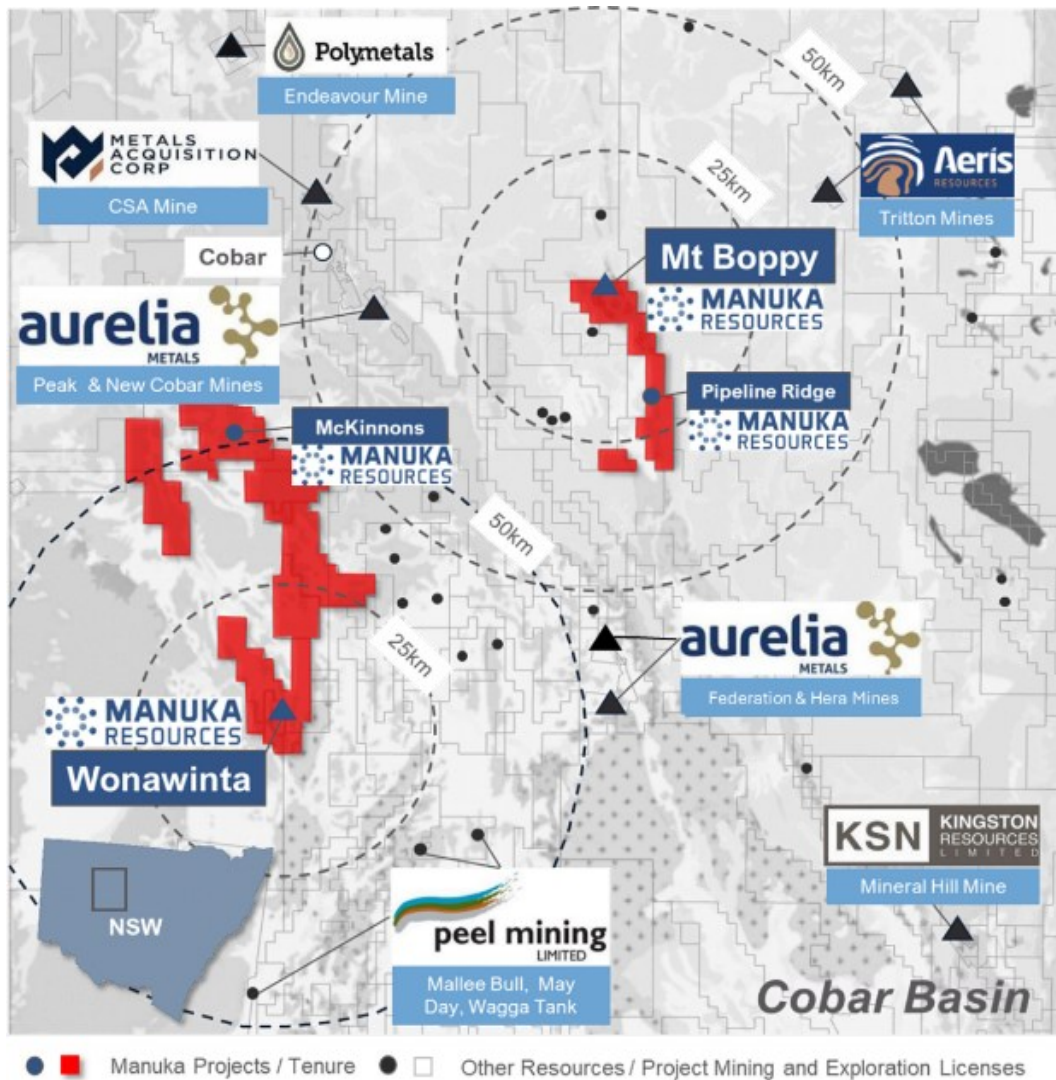 Polymetals
Endeavour Mine
50km
METALS
ACQUISITION
CORP
CSA Mine
25km
Aeris
RESOURCES
Tritton Mines
Cobar
Mt Boppy
MANUKA
RESOURCES
aurelia
METALS
Peak & New Cobar Mines
Pipeline Ridge
MANUKA
RESOURCES
McKinnons
MANUKA
RESOURCES
50km
25km
aurelia
METALS
Federation & Hera Mines
MANUKA
RESOURCES
Wonawinta
KSN
KINGSTON
RESOURCES
LIMITED
Mineral Hill Mine
NSW
peel mining
LIMITED
Mallee Bull, May
Day, Wagga Tank
Cobar Basin
Manuka Projects / Tenure
Other Resources / Project Mining and Exploration Licenses